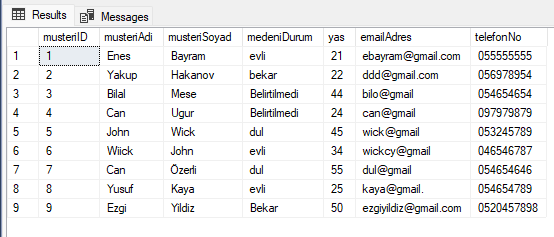 Results Messages
musteriID musteriAdi musteriSoyad medeniDurum yas emailAdres telefonNo
1 1 Enes Bayram evli 21 ebayram@gmail.com 055555555
2 2 Yakup Hakanov bekar 22 ddd@gmail.com 056978954
3 3 Bilal Mese Belirtilmedi 44 bilo@gmail 054654654
4 4 Can Ugur Belirtilmedi 24 can@gmail 097979879
5 5 John Wick dul 45 wick@gmail 053245789
6 6 Wiick John evli 34 wickcy@gmail 046546787
7 7 Can Özerli dul 55 dul@gmail 054654646
8 8 Yusuf Kaya evli 25 kaya@gmail. 054654789
9 9 Ezgi Yildiz Bekar 50 ezgiyildiz@gmail.com 0520457898